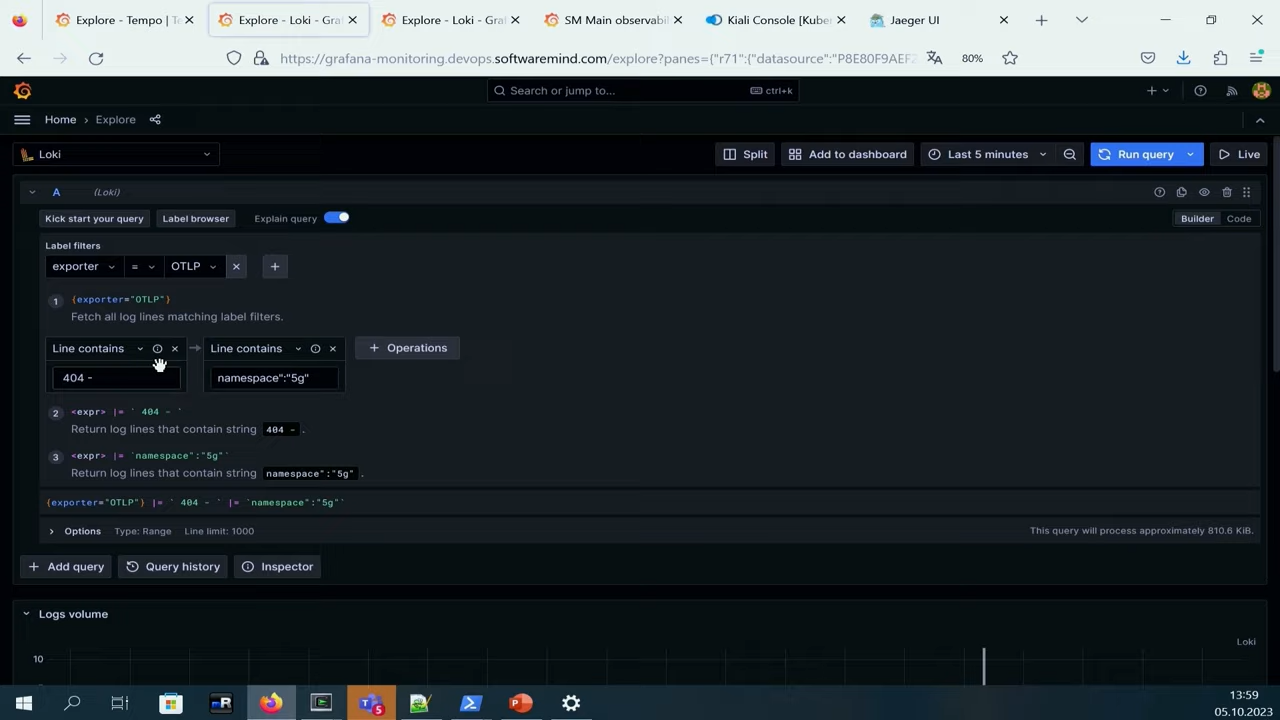 Explore - Tempo | T
Explore - Loki - Gra
Explore - Loki - Graf
SM Main observabil
Kiali Console [Kuber
Jaeger UI
https://grafana-monitoring.devops.softwaremind.com/explore?panes={"r71":{"datasource":"P8E80F9AEF2
80%
Search or jump to...
ctrl+k
Home › Explore
Loki
Split
Add to dashboard
Last 5 minutes
Run query
Live
A
(Loki)
Kick start your query
Label browser
Explain query
Builder
Code
Label filters
exporter
=
OTLP
1
{exporter="OTLP"}
Fetch all log lines matching label filters.
Line contains
Line contains
+ Operations
404 -
namespace":"5g"
2
<expr> |= ` 404 - `
Return log lines that contain string 404 - .
3
<expr> |= `namespace":"5g"`
Return log lines that contain string namespace":"5g" .
{exporter="OTLP"} |= ` 404 - ` |= `namespace":"5g"`
Options
Type: Range
Line limit: 1000
This query will process approximately 810.6 KiB.
+ Add query
Query history
Inspector
Logs volume
Loki
10
R
5
P
13:59
05.10.2023